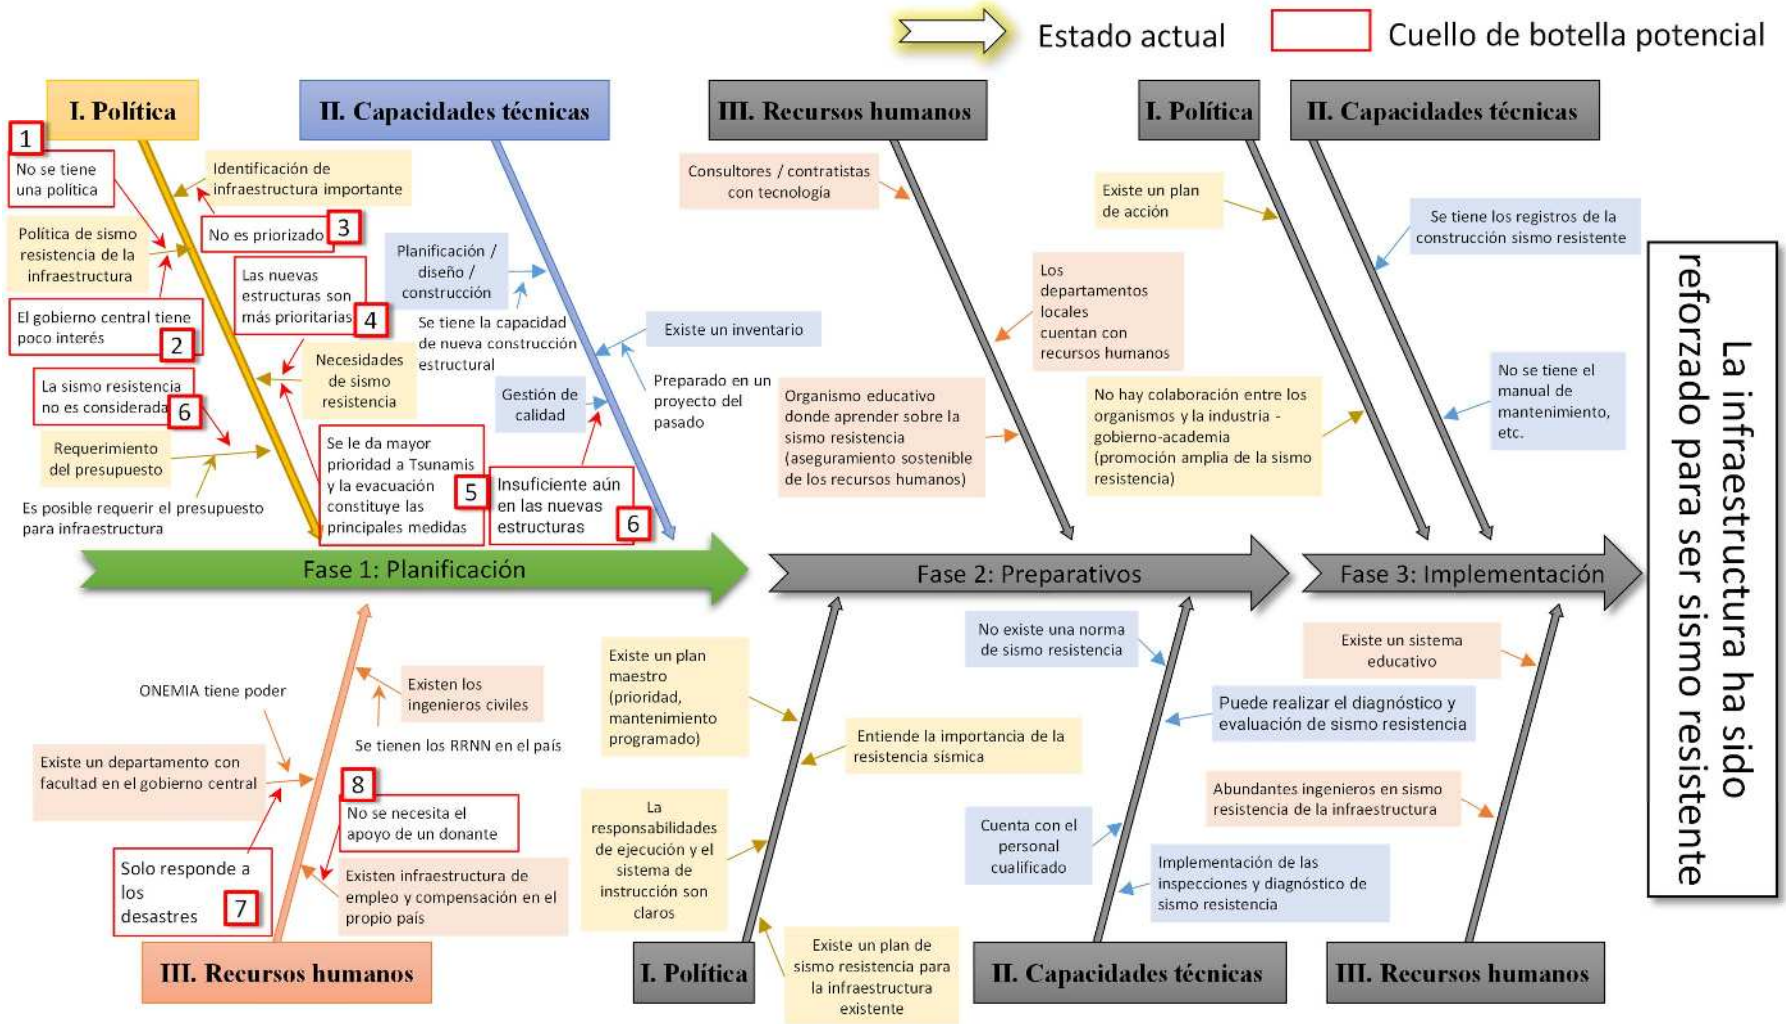 Estado actual
Cuello de botella potencial
I. Política
II. Capacidades técnicas
III. Recursos humanos
I. Política
II. Capacidades técnicas
1
No se tiene
una política
Identificación de
infraestructura importante
No es priorizado
3
Política de sismo
resistencia de la
infraestructura
Las nuevas
estructuras son
más prioritarias
4
El gobierno central tiene
poco interés
2
Necesidades
de sismo
resistencia
La sismo resistencia
no es considerada
6
Requerimiento
del presupuesto
Es posible requerir el presupuesto
para infraestructura
Se le da mayor
prioridad a Tsunamis
y la evacuación
constituye las
principales medidas
5
Planificación /
diseño /
construcción
Se tiene la capacidad
de nueva construcción
estructural
Existe un inventario
Preparado en un
proyecto del
pasado
Gestión de
calidad
Insuficiente aún
en las nuevas
estructuras
6
Consultores / contratistas
con tecnología
Los
departamentos
locales
cuentan con
recursos humanos
Organismo educativo
donde aprender sobre la
sismo resistencia
(aseguramiento sostenible
de los recursos humanos)
Existe un plan
de acción
No hay colaboración entre los
organismos y la industria -
gobierno-academia
(promoción amplia de la sismo
resistencia)
Se tiene los registros de la
construcción sismo resistente
No se tiene el
manual de
mantenimiento,
etc.
Fase 1: Planificación
Fase 2: Preparativos
Fase 3: Implementación
La infraestructura ha sido
reforzado para ser sismo resistente
ONEMIA tiene poder
Existen los
ingenieros civiles
Se tienen los RRNN en el país
Existe un departamento con
facultad en el gobierno central
8
No se necesita el
apoyo de un donante
Solo responde a
los
desastres
7
Existen infraestructura de
empleo y compensación en el
propio país
Existe un plan
maestro
(prioridad,
mantenimiento
programado)
Entiende la importancia de la
resistencia sísmica
La
responsabilidades
de ejecución y el
sistema de
instrucción son
claros
Existe un plan de
sismo resistencia para
la infraestructura
existente
No existe una norma
de sismo resistencia
Puede realizar el diagnóstico y
evaluación de sismo resistencia
Cuenta con el
personal
cualificado
Implementación de las
inspecciones y diagnóstico de
sismo resistencia
Existe un sistema
educativo
Abundantes ingenieros en sismo
resistencia de la infraestructura
III. Recursos humanos
I. Política
II. Capacidades técnicas
III. Recursos humanos